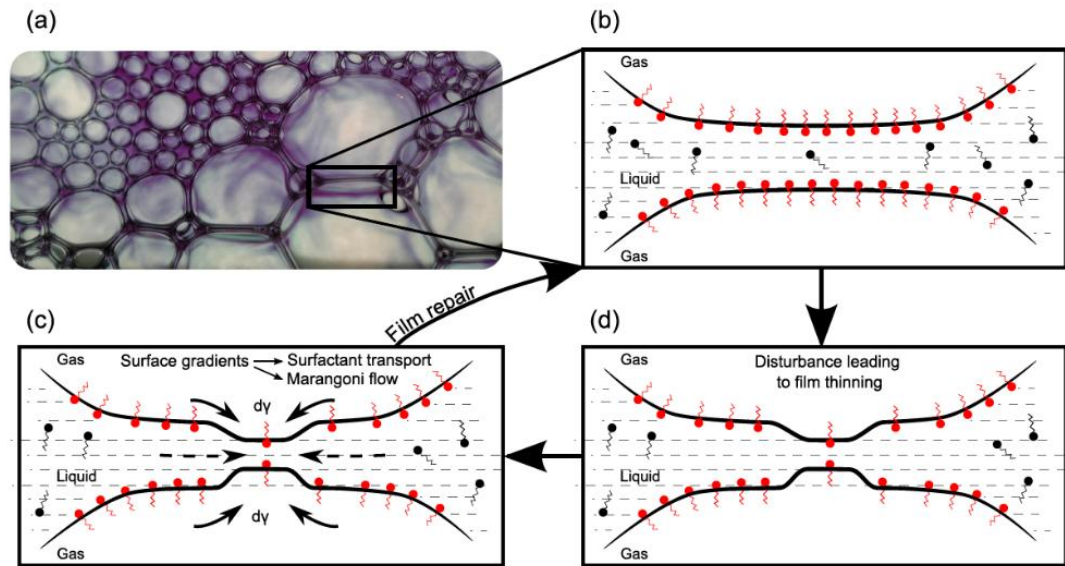 (a)
(b)
Gas
Liquid
Gas
Film repair
(c)
Gas
Surface gradients
Surfactant transport
Marangoni flow
dγ
Liquid
dγ
Gas
(d)
Gas
Disturbance leading
to film thinning
Liquid
Gas